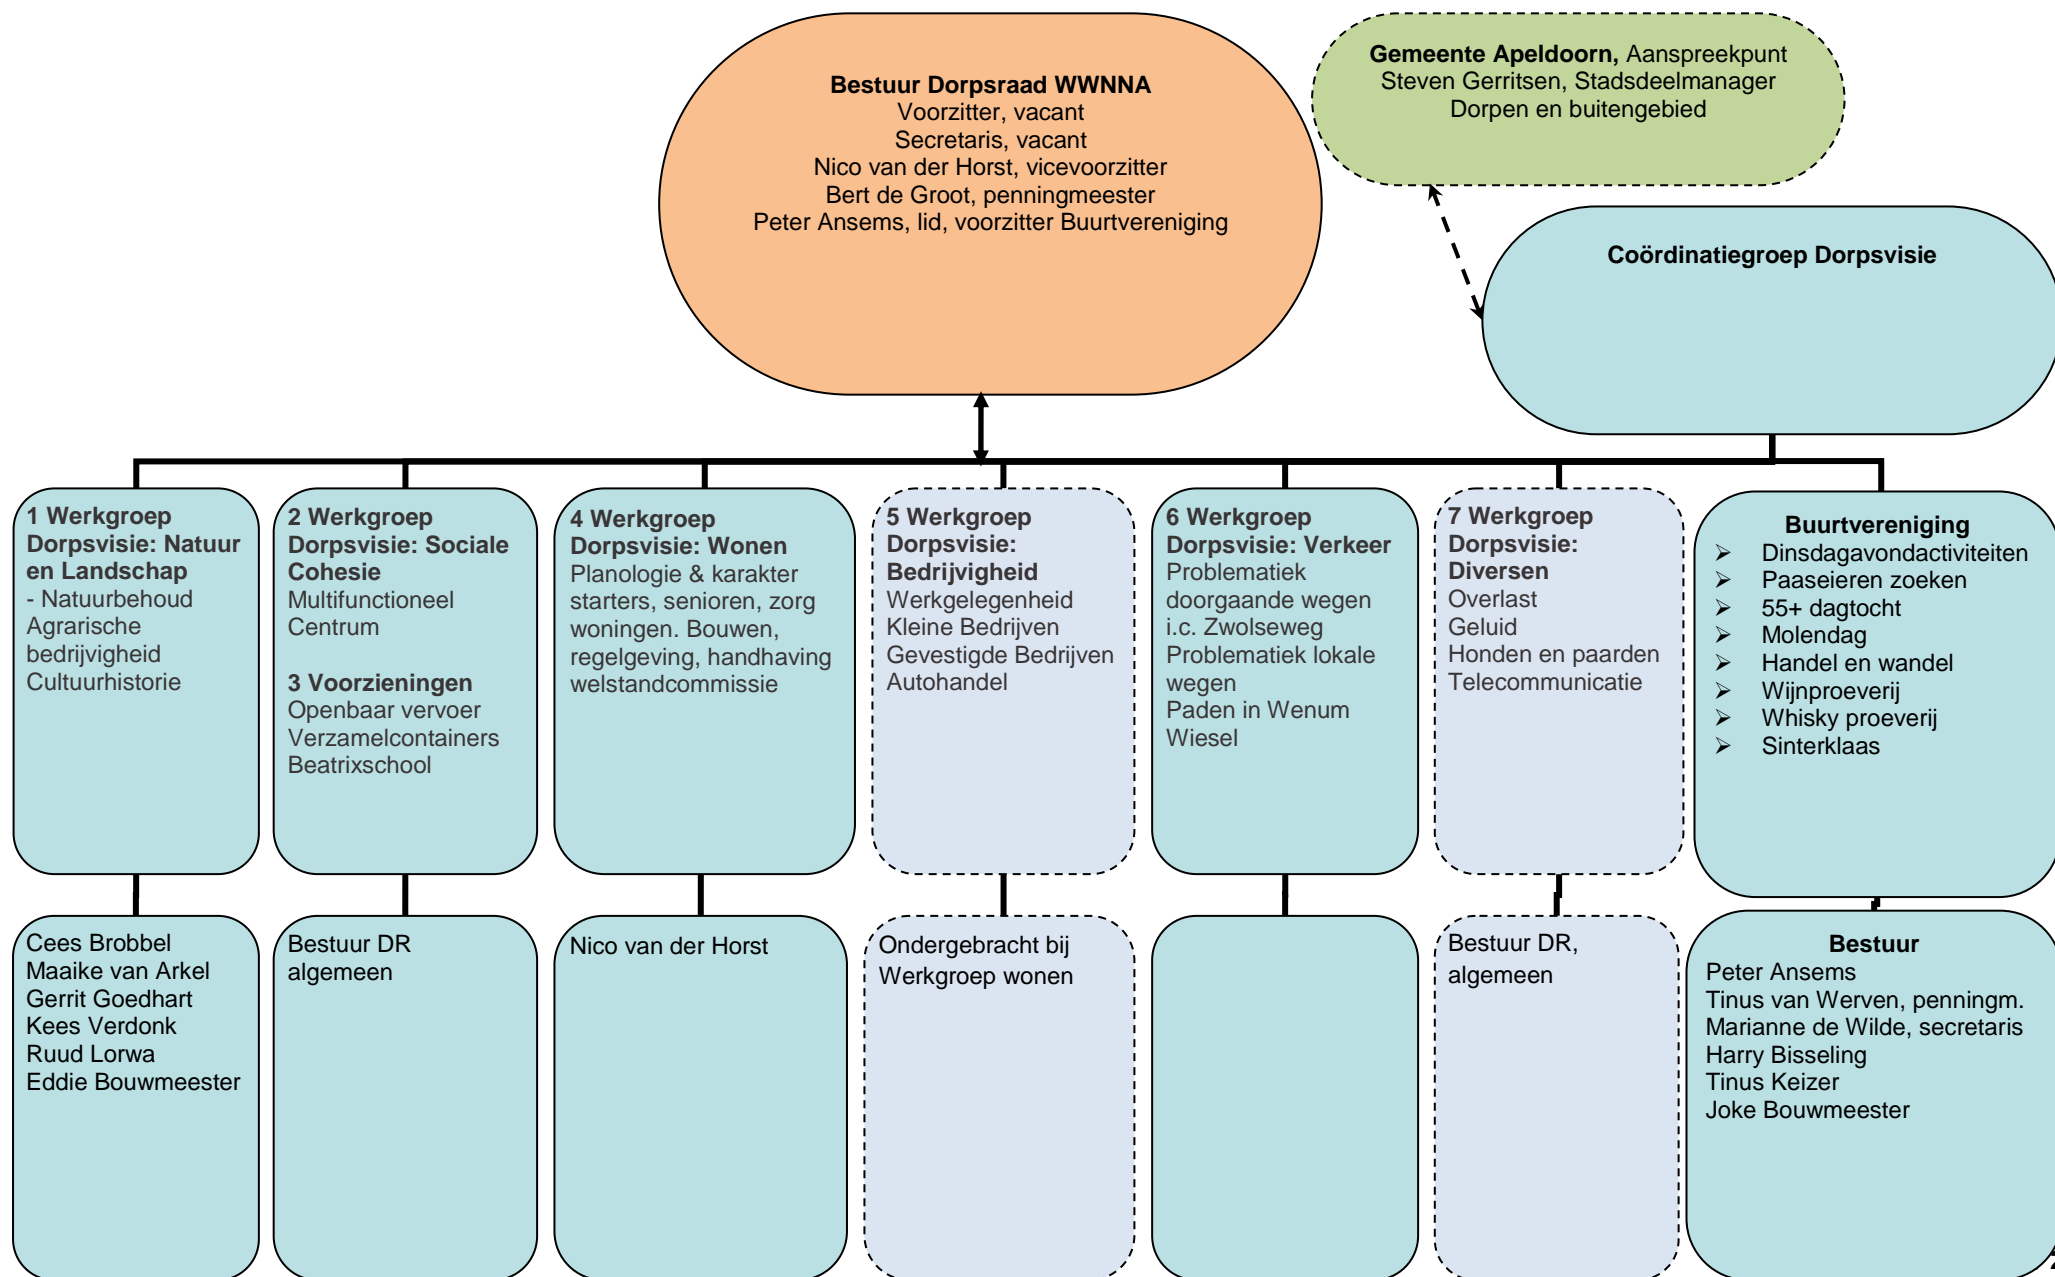 Bestuur Dorpsraad WWNNA
Voorzitter, vacant
Secretaris, vacant
Nico van der Horst, vicevoorzitter
Bert de Groot, penningmeester
Peter Ansems, lid, voorzitter Buurtvereniging
Gemeente Apeldoorn, Aanspreekpunt
Steven Gerritsen, Stadsdeelmanager
Dorpen en buitengebied
Coördinatiegroep Dorpsvisie
1 Werkgroep
Dorpsvisie: Natuur
en Landschap
- Natuurbehoud
Agrarische
bedrijvigheid
Cultuurhistorie
2 Werkgroep
Dorpsvisie: Sociale
Cohesie
Multifunctioneel
Centrum
3 Voorzieningen
Openbaar vervoer
Verzamelcontainers
Beatrixschool
4 Werkgroep
Dorpsvisie: Wonen
Planologie & karakter
starters, senioren, zorg
woningen. Bouwen,
regelgeving, handhaving
welstandcommissie
5 Werkgroep
Dorpsvisie:
Bedrijvigheid
Werkgelegenheid
Kleine Bedrijven
Gevestigde Bedrijven
Autohandel
6 Werkgroep
Dorpsvisie: Verkeer
Problematiek
doorgaande wegen
i.c. Zwolseweg
Problematiek lokale
wegen
Paden in Wenum
Wiesel
7 Werkgroep
Dorpsvisie:
Diversen
Overlast
Geluid
Honden en paarden
Telecommunicatie
Buurtvereniging
➢ Dinsdagavondactiviteiten
➢ Paaseieren zoeken
➢ 55+ dagtocht
➢ Molendag
➢ Handel en wandel
➢ Wijnproeverij
➢ Whisky proeverij
➢ Sinterklaas
Cees Brobbel
Maaike van Arkel
Gerrit Goedhart
Kees Verdonk
Ruud Lorwa
Eddie Bouwmeester
Bestuur DR
algemeen
Nico van der Horst
Ondergebracht bij
Werkgroep wonen
Bestuur DR,
algemeen
Bestuur
Peter Ansems
Tinus van Werven, penningm.
Marianne de Wilde, secretaris
Harry Bisseling
Tinus Keizer
Joke Bouwmeester